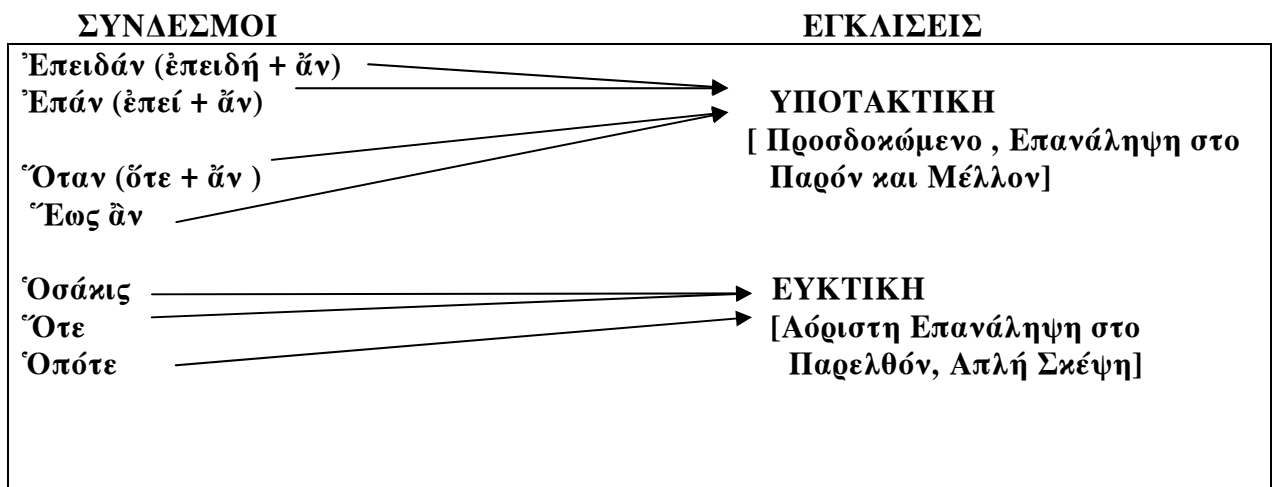 ΣΥΝΔΕΣΜΟΙ ΕΓΚΛΙΣΕΙΣ
Ἐπειδάν (ἐπειδή + ἄν)
Ἐπάν (ἐπεί + ἄν) ΥΠΟΤΑΚΤΙΚΗ
[ Προσδοκώμενο , Επανάληψη στο
Ὅταν (ὅτε + ἄν ) Παρόν και Μέλλον]
Ἕως ἂν
Ὁσάκις ΕΥΚΤΙΚΗ
Ὅτε [Αόριστη Επανάληψη στο
Ὁπότε Παρελθόν, Απλή Σκέψη]